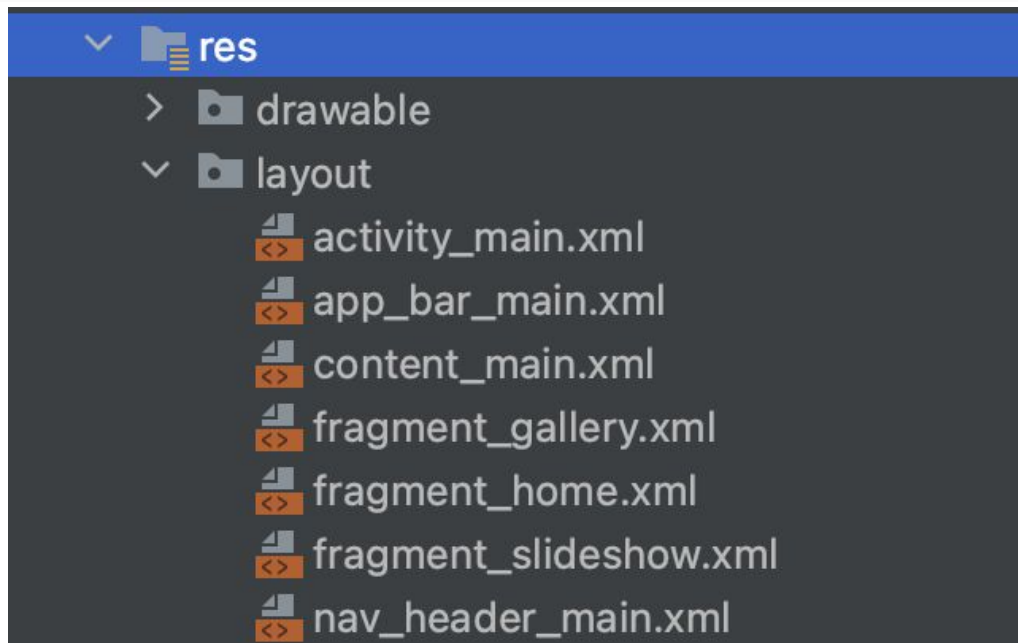 res
drawable
layout
activity_main.xml
app_bar_main.xml
content_main.xml
fragment_gallery.xml
fragment_home.xml
fragment_slideshow.xml
nav_header_main.xml